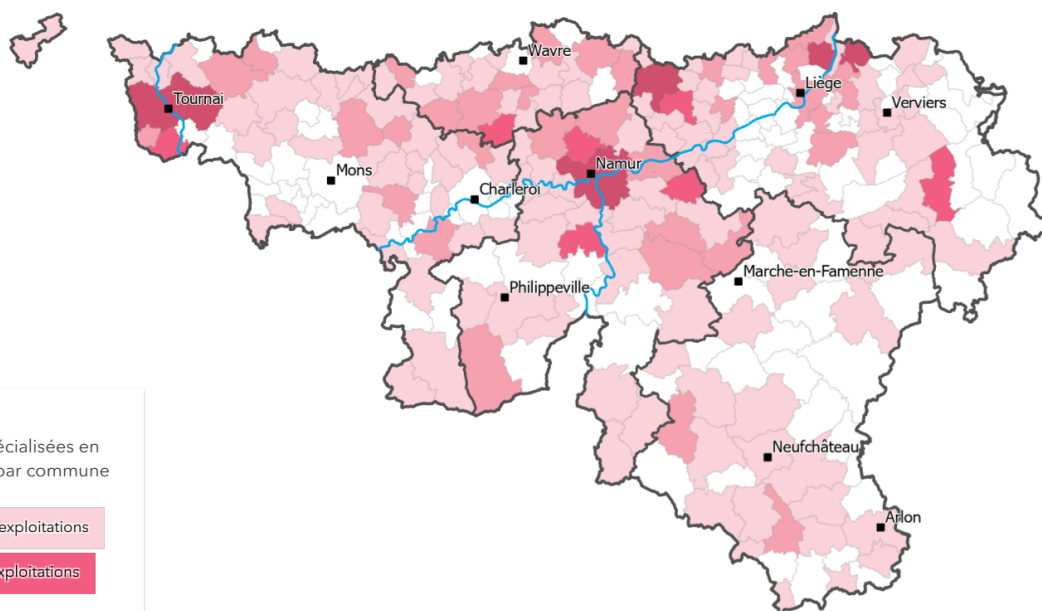 Wavre
Tournai
Liège
Verviers
Mons
Namur
Charleroi
Marche-en-Famenne
Philippeville
Neufchâteau
Arlon
écialisées en
par commune
exploitations
xploitations